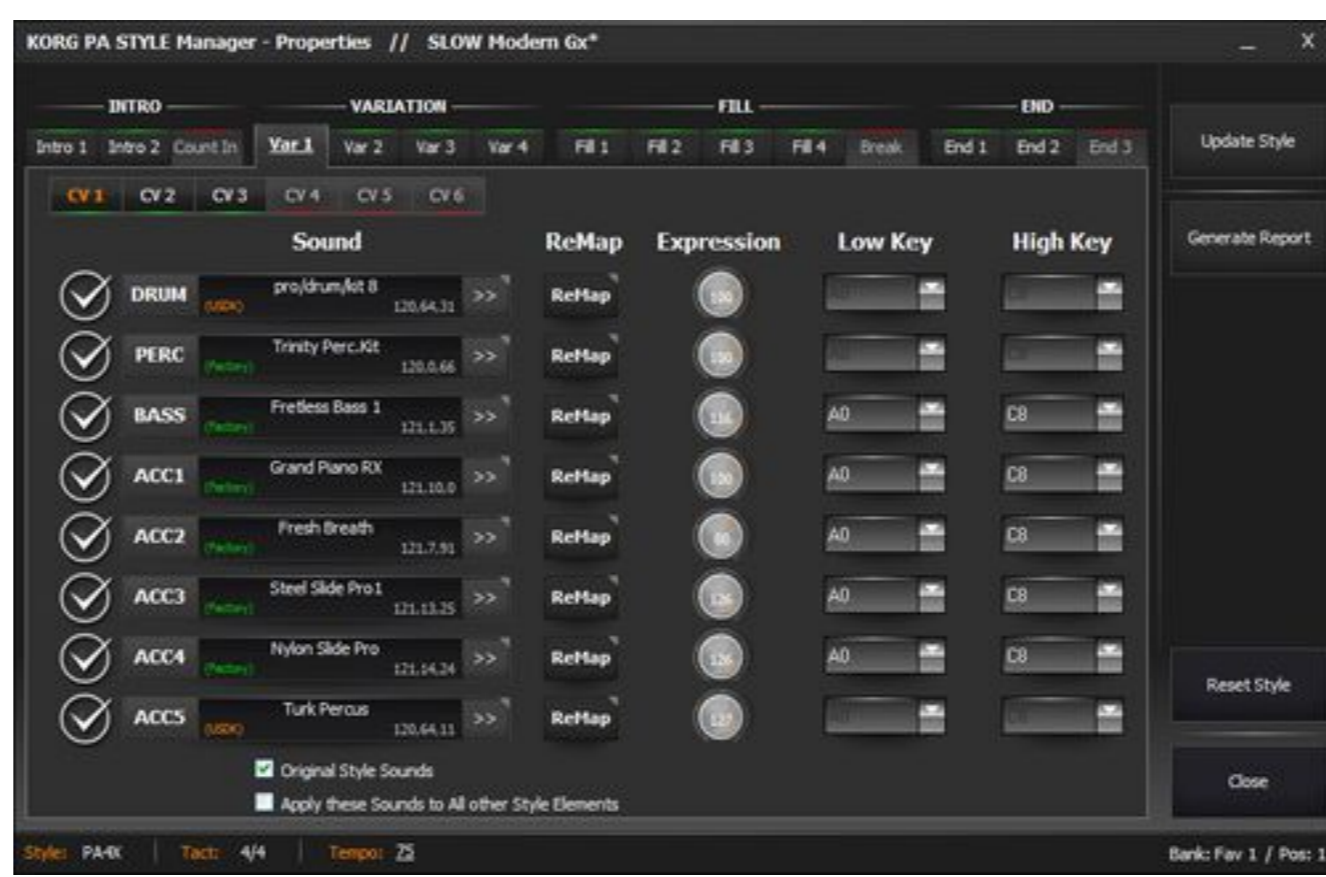 KORG PA STYLE Manager - Properties // SLOW Modern Gx* _ X
INTRO VARIATION FILL END
Intro 1 Intro 2 Count In Var 1 Var 2 Var 3 Var 4 Fill 1 Fill 2 Fill 3 Fill 4 Break End 1 End 2 End 3 Update Style
CV 1 CV 2 CV 3 CV 4 CV 5 CV 6
Sound ReMap Expression Low Key High Key Generate Report
DRUM pro/drum/kit 8 (USDK) 120.64.31 >> ReMap 100
PERC Trinity Perc.Kit (Factory) 120.0.66 >> ReMap 100
BASS Fretless Bass 1 (Factory) 121.1.35 >> ReMap 116 A0 C8
ACC1 Grand Piano RX (Factory) 121.10.0 >> ReMap 100 A0 C8
ACC2 Fresh Breath (Factory) 121.7.91 >> ReMap A0 C8
ACC3 Steel Slide Pro1 (Factory) 121.13.25 >> ReMap 126 A0 C8
ACC4 Nylon Slide Pro (Factory) 121.14.24 >> ReMap 126 A0 C8
Reset Style
ACC5 Turk Percus (USDK) 120.64.11 >> ReMap 127
Original Style Sounds
Close
Apply these Sounds to All other Style Elements
Style: PA4X | Tact: 4/4 | Tempo: 75 Bank: Fav 1 / Pos: 1